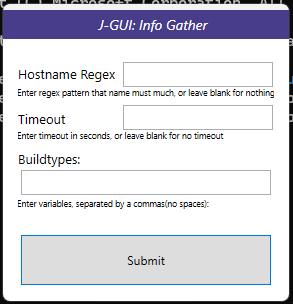 J-GUI: Info Gather
Hostname Regex
Enter regex pattern that name must much, or leave blank for nothing
Timeout
Enter timeout in seconds, or leave blank for no timeout
Buildtypes:
Enter variables, separated by a commas(no spaces):
Submit